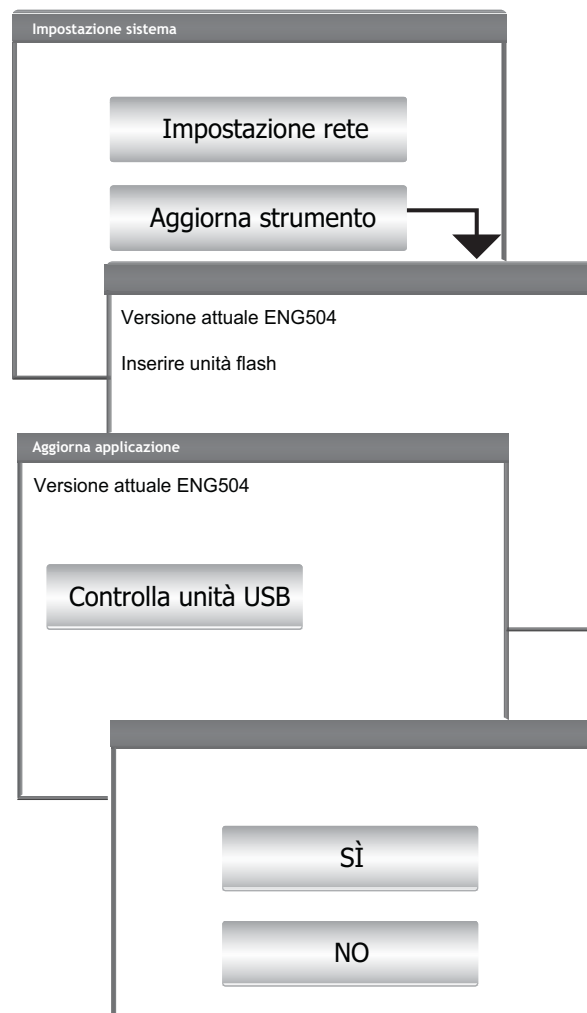 Impostazione sistema
Impostazione rete
Aggiorna strumento
Versione attuale ENG504
Inserire unità flash
Aggiorna applicazione
Versione attuale ENG504
Controlla unità USB
SÌ
NO